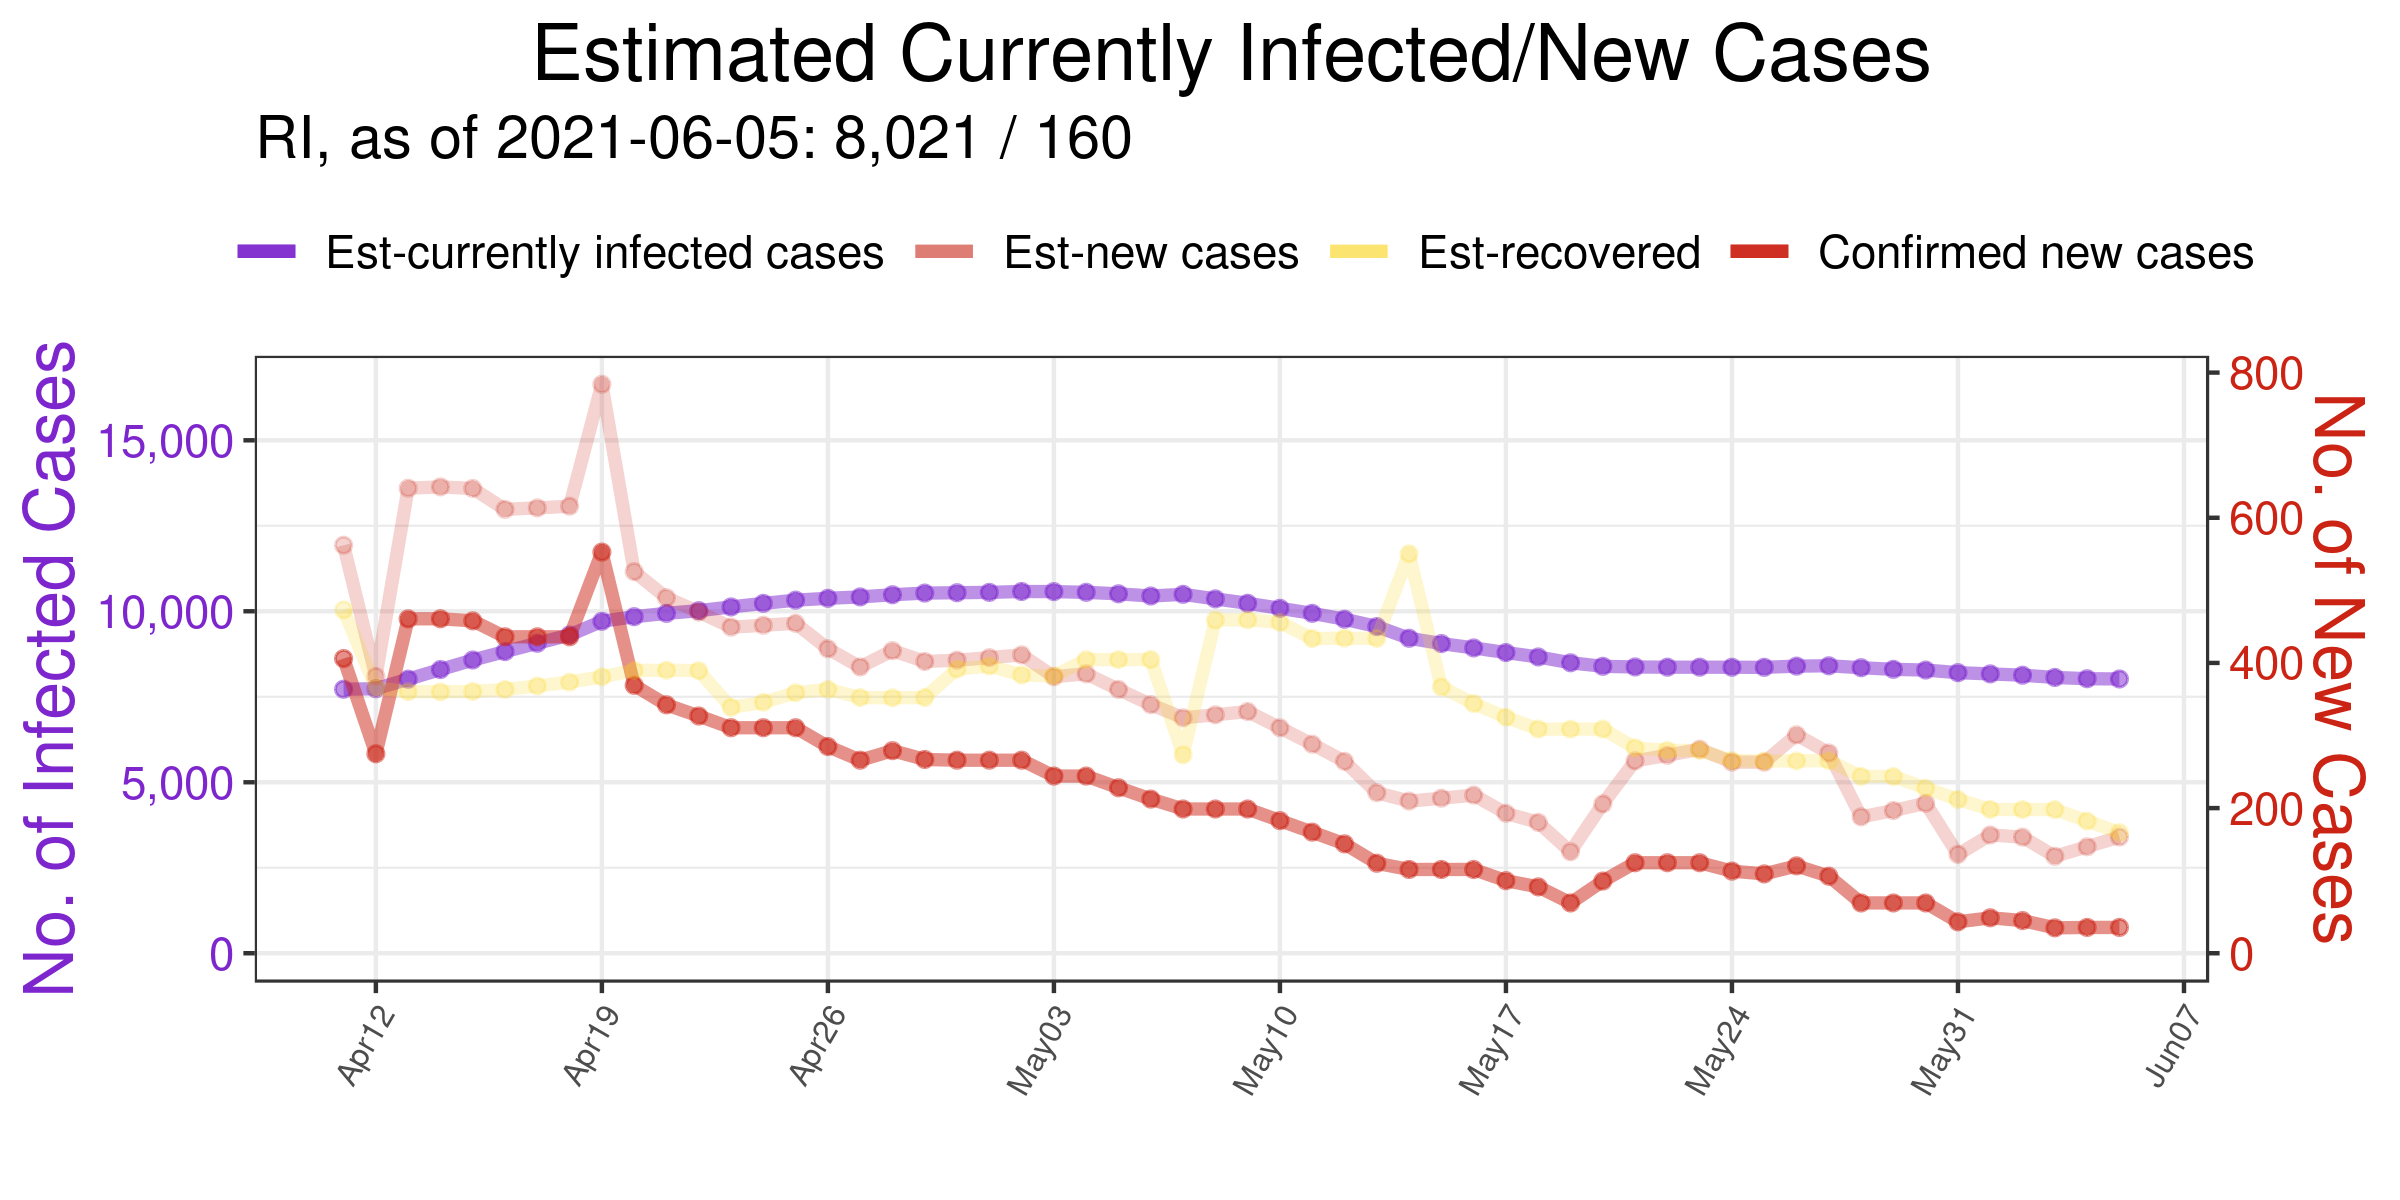 Estimated Currently Infected/New Cases
RI, as of 2021-06-05: 8,021 / 160
Est-currently infected cases Est-new cases Est-recovered Confirmed new cases
No. of Infected Cases
15,000
10,000
5,000
0
800
600
400
200
0
No. of New Cases
Apr12 Apr19 Apr26 May03 May10 May17 May24 May31 Jun07